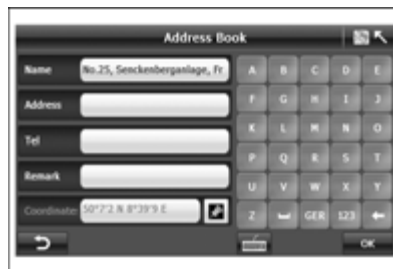 Address Book
Name No.25, Senckenberganlage, Fr
Address
Tel
Remark
Coordinate 50°7'2 N 8°39'9 E
A B C D E
F G H I J
K L M N O
P Q R S T
U V W X Y
Z GER 123
OK